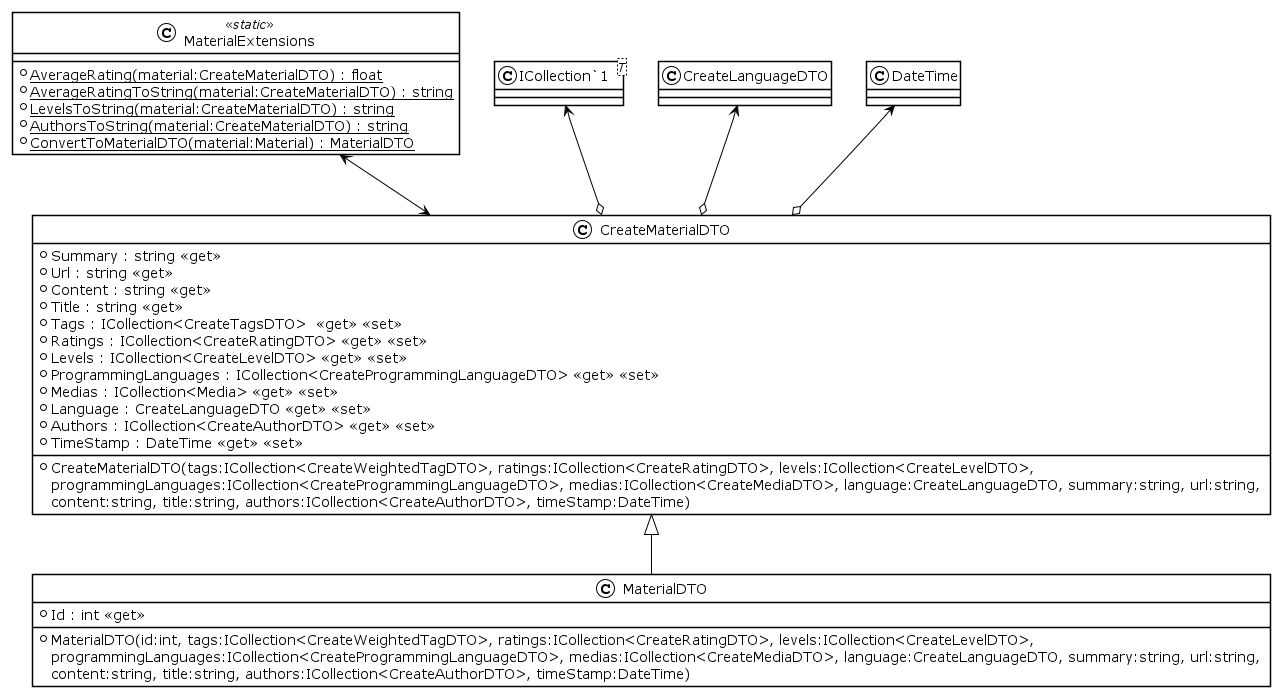 «static»
MaterialExtensions
AverageRating(material:CreateMaterialDTO) : float
AverageRatingToString(material:CreateMaterialDTO) : string
LevelsToString(material:CreateMaterialDTO) : string
AuthorsToString(material:CreateMaterialDTO) : string
ConvertToMaterialDTO(material:Material) : MaterialDTO
C ICollection`1 T
C CreateLanguageDTO
C DateTime
C CreateMaterialDTO
Summary : string «get»
Url : string «get»
Content : string «get»
Title : string «get»
Tags : ICollection<CreateTagsDTO> «get» «set»
Ratings : ICollection<CreateRatingDTO> «get» «set»
Levels : ICollection<CreateLevelDTO> «get» «set»
ProgrammingLanguages : ICollection<CreateProgrammingLanguageDTO> «get» «set»
Medias : ICollection<Media> «get» «set»
Language : CreateLanguageDTO «get» «set»
Authors : ICollection<CreateAuthorDTO> «get» «set»
TimeStamp : DateTime «get» «set»
CreateMaterialDTO(tags:ICollection<CreateWeightedTagDTO>, ratings:ICollection<CreateRatingDTO>, levels:ICollection<CreateLevelDTO>,
programmingLanguages:ICollection<CreateProgrammingLanguageDTO>, medias:ICollection<CreateMediaDTO>, language:CreateLanguageDTO, summary:string, url:string,
content:string, title:string, authors:ICollection<CreateAuthorDTO>, timeStamp:DateTime)
C MaterialDTO
Id : int «get»
MaterialDTO(id:int, tags:ICollection<CreateWeightedTagDTO>, ratings:ICollection<CreateRatingDTO>, levels:ICollection<CreateLevelDTO>,
programmingLanguages:ICollection<CreateProgrammingLanguageDTO>, medias:ICollection<CreateMediaDTO>, language:CreateLanguageDTO, summary:string, url:string,
content:string, title:string, authors:ICollection<CreateAuthorDTO>, timeStamp:DateTime)